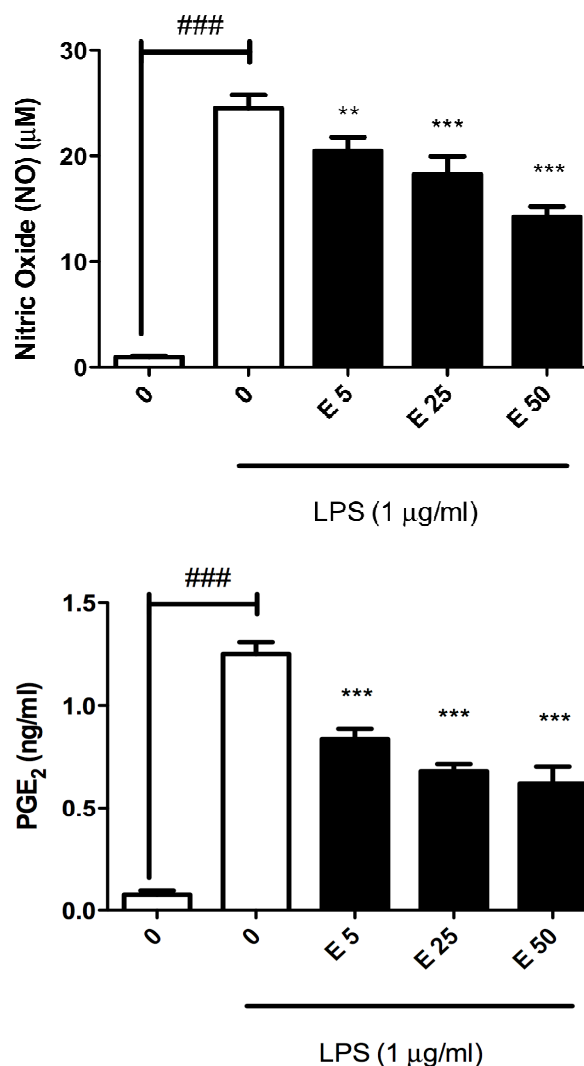 ###
Nitric Oxide (NO) (μM)
30
20
10
0
**
***
***
0
0
E 5
E 25
E 50
LPS (1 μg/ml)
###
PGE₂ (ng/ml)
1.5
1.0
0.5
0.0
***
***
***
0
0
E 5
E 25
E 50
LPS (1 μg/ml)